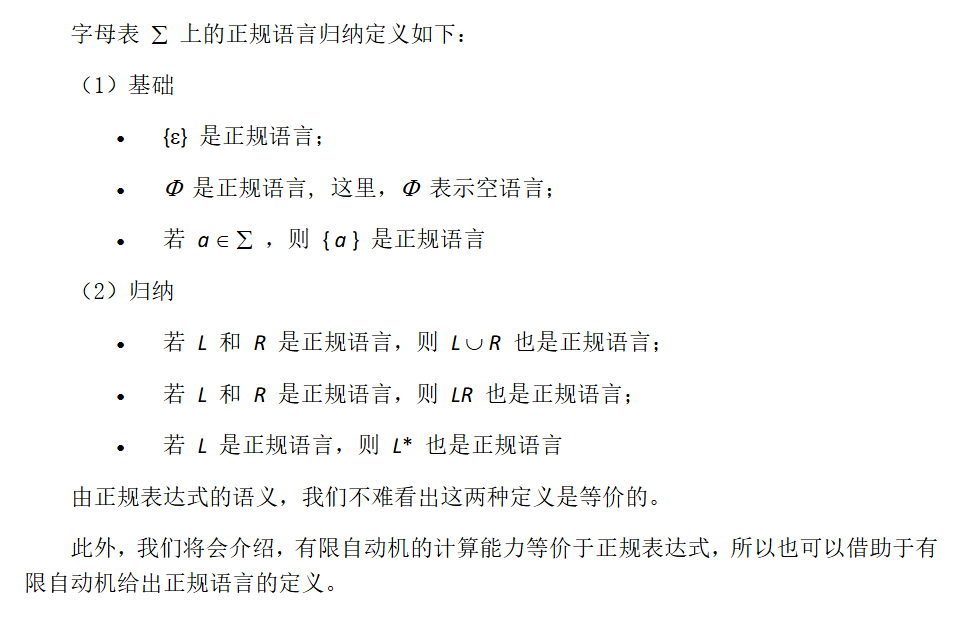 字母表 ∑ 上的正规语言归纳定义如下：
（1）基础
• {ε} 是正规语言；
• Φ 是正规语言, 这里，Φ 表示空语言；
• 若 a ∈ ∑ ，则 { a } 是正规语言
（2）归纳
• 若 L 和 R 是正规语言，则 L ∪ R 也是正规语言；
• 若 L 和 R 是正规语言，则 LR 也是正规语言；
• 若 L 是正规语言，则 L* 也是正规语言
由正规表达式的语义，我们不难看出这两种定义是等价的。
此外，我们将会介绍，有限自动机的计算能力等价于正规表达式，所以也可以借助于有
限自动机给出正规语言的定义。